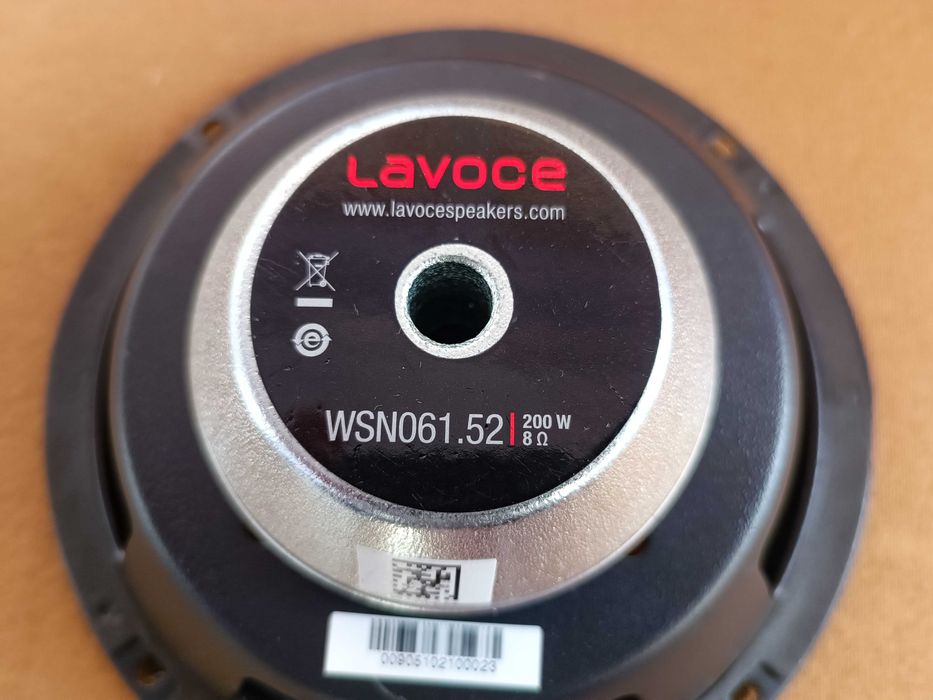 LAVOCE
www.lavocespeakers.com
e
WSN061.52
200 W
8 Ω
00905102100023